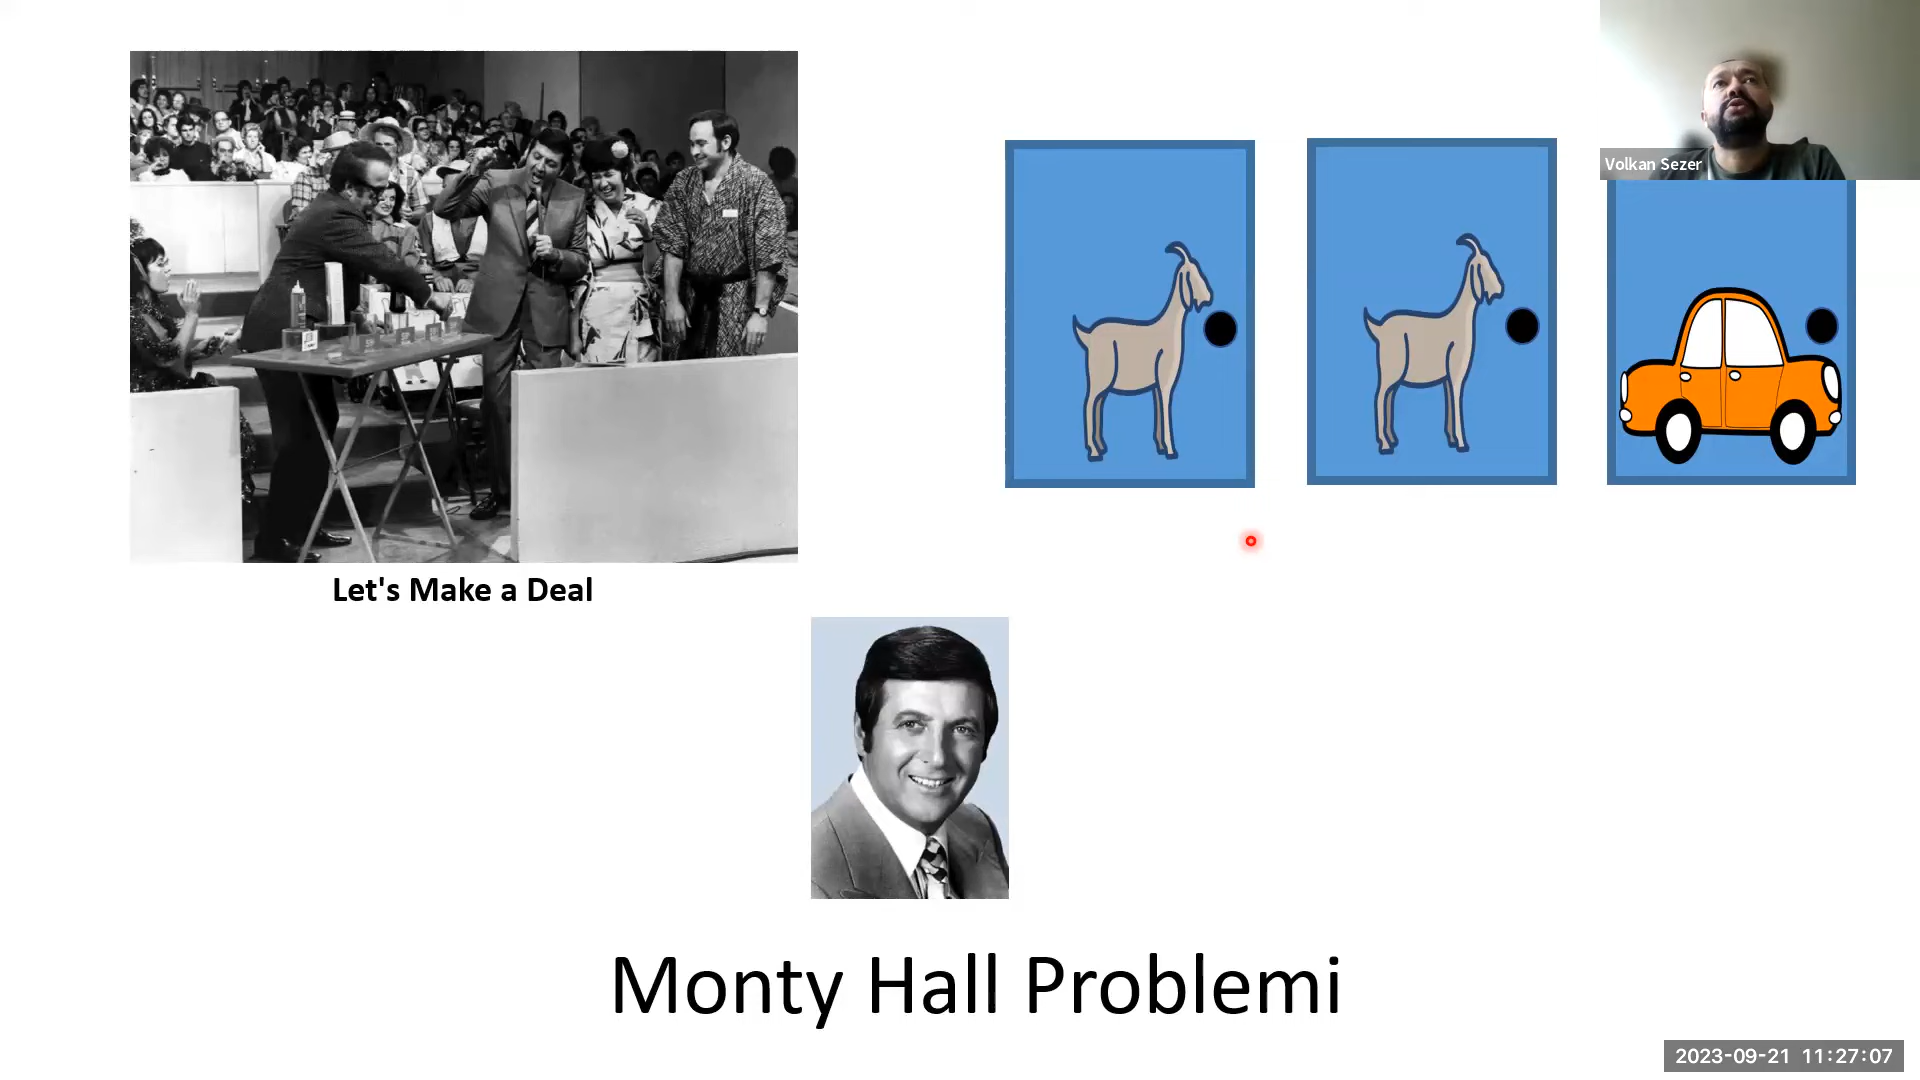 Volkan Sezer
Let's Make a Deal
Monty Hall Problemi
2023-09-21 11:27:07